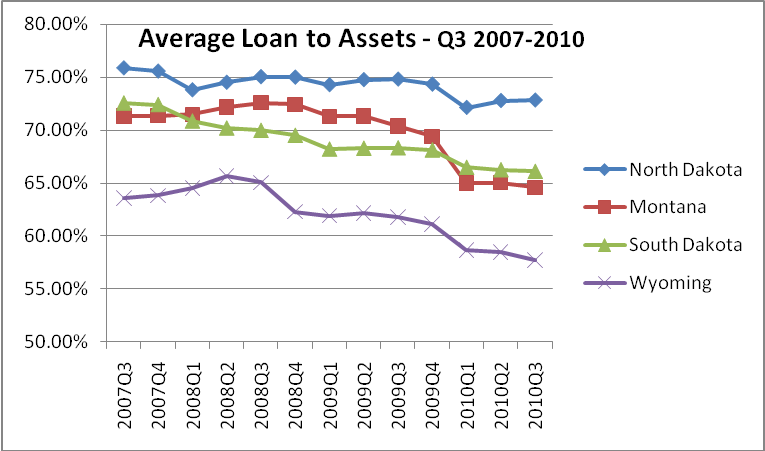 Average Loan to Assets - Q3 2007-2010
80.00%
75.00%
70.00%
65.00%
60.00%
55.00%
50.00%
2007Q3
2007Q4
2008Q1
2008Q2
2008Q3
2008Q4
2009Q1
2009Q2
2009Q3
2009Q4
2010Q1
2010Q2
2010Q3
North Dakota
Montana
South Dakota
Wyoming